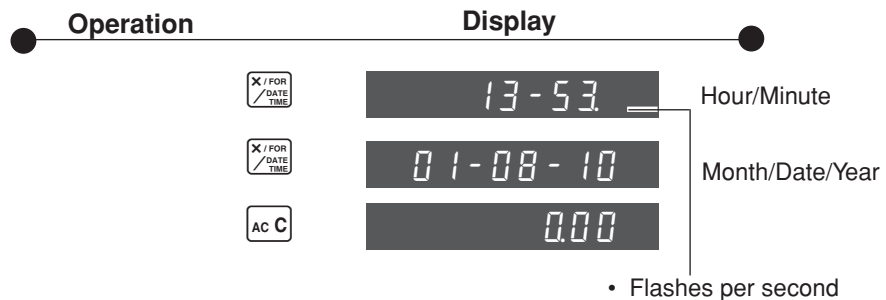 Operation Display
X / FOR
/ DATE
TIME
13-53. _
Hour/Minute
X / FOR
/ DATE
TIME
01-08-10
Month/Date/Year
AC C
0.00
• Flashes per second